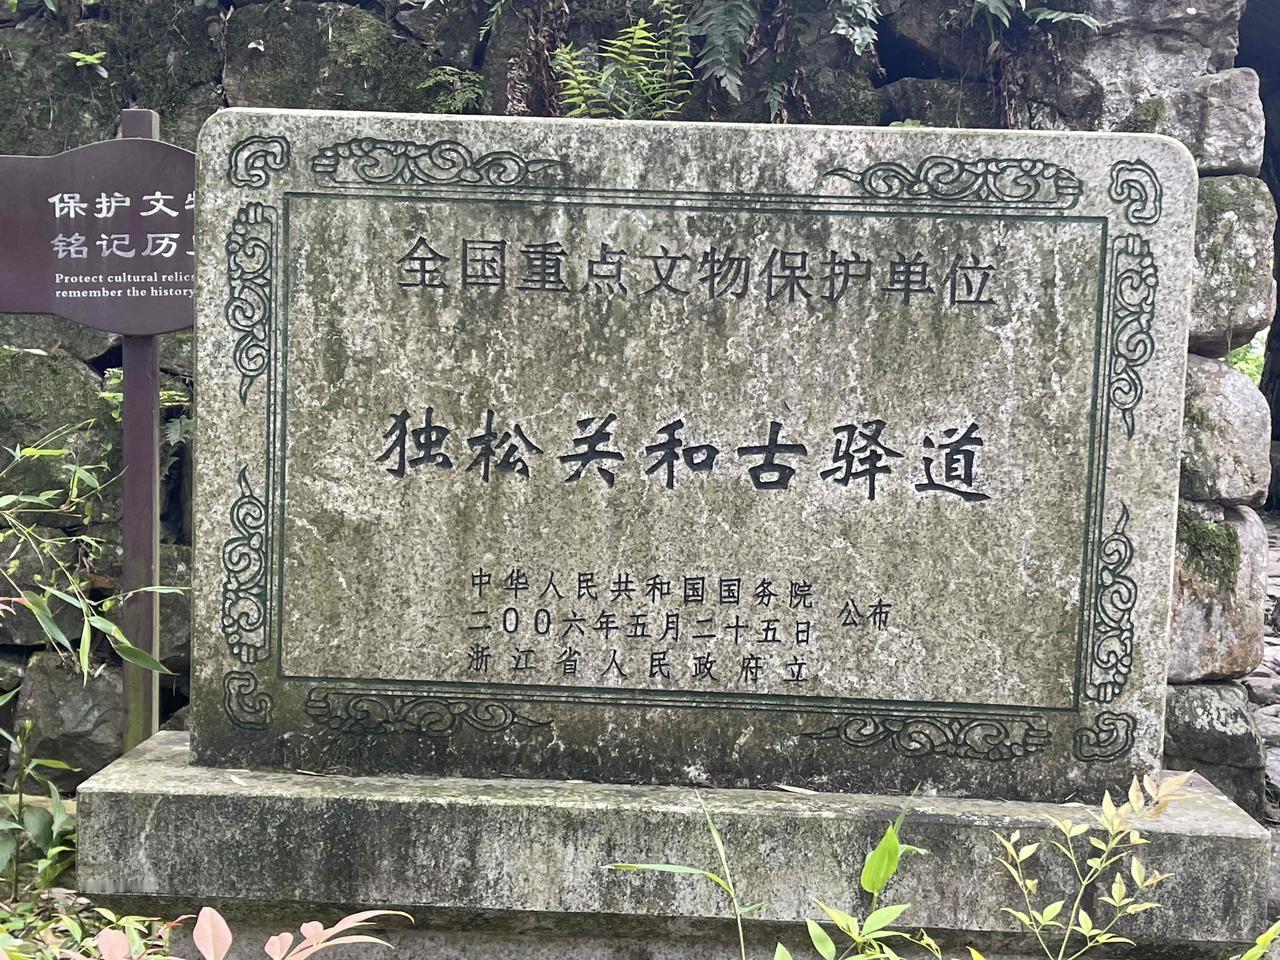 保护文
铭记历
Protect cultural relics
remember the history
全国重点文物保护单位
独松关和古驿道
中华人民共和国国务院
二〇〇六年五月二十五日 公布
浙江省人民政府立